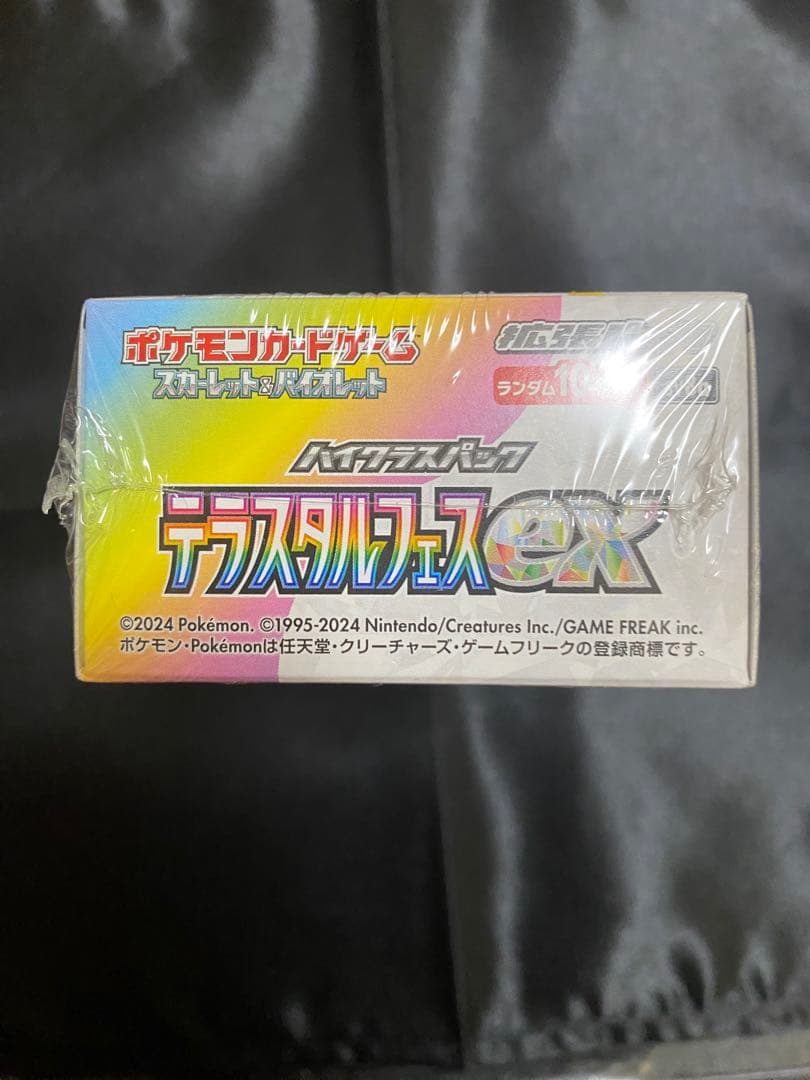 ポケモンカードゲーム
スカーレット&バイオレット
拡張
ランダム10
ハイクラスパック
テラスタル・フェスex
©2024 Pokémon. ©1995-2024 Nintendo/Creatures Inc./GAME FREAK inc.
ポケモン・Pokémonは任天堂・クリーチャーズ・ゲームフリークの登録商標です。